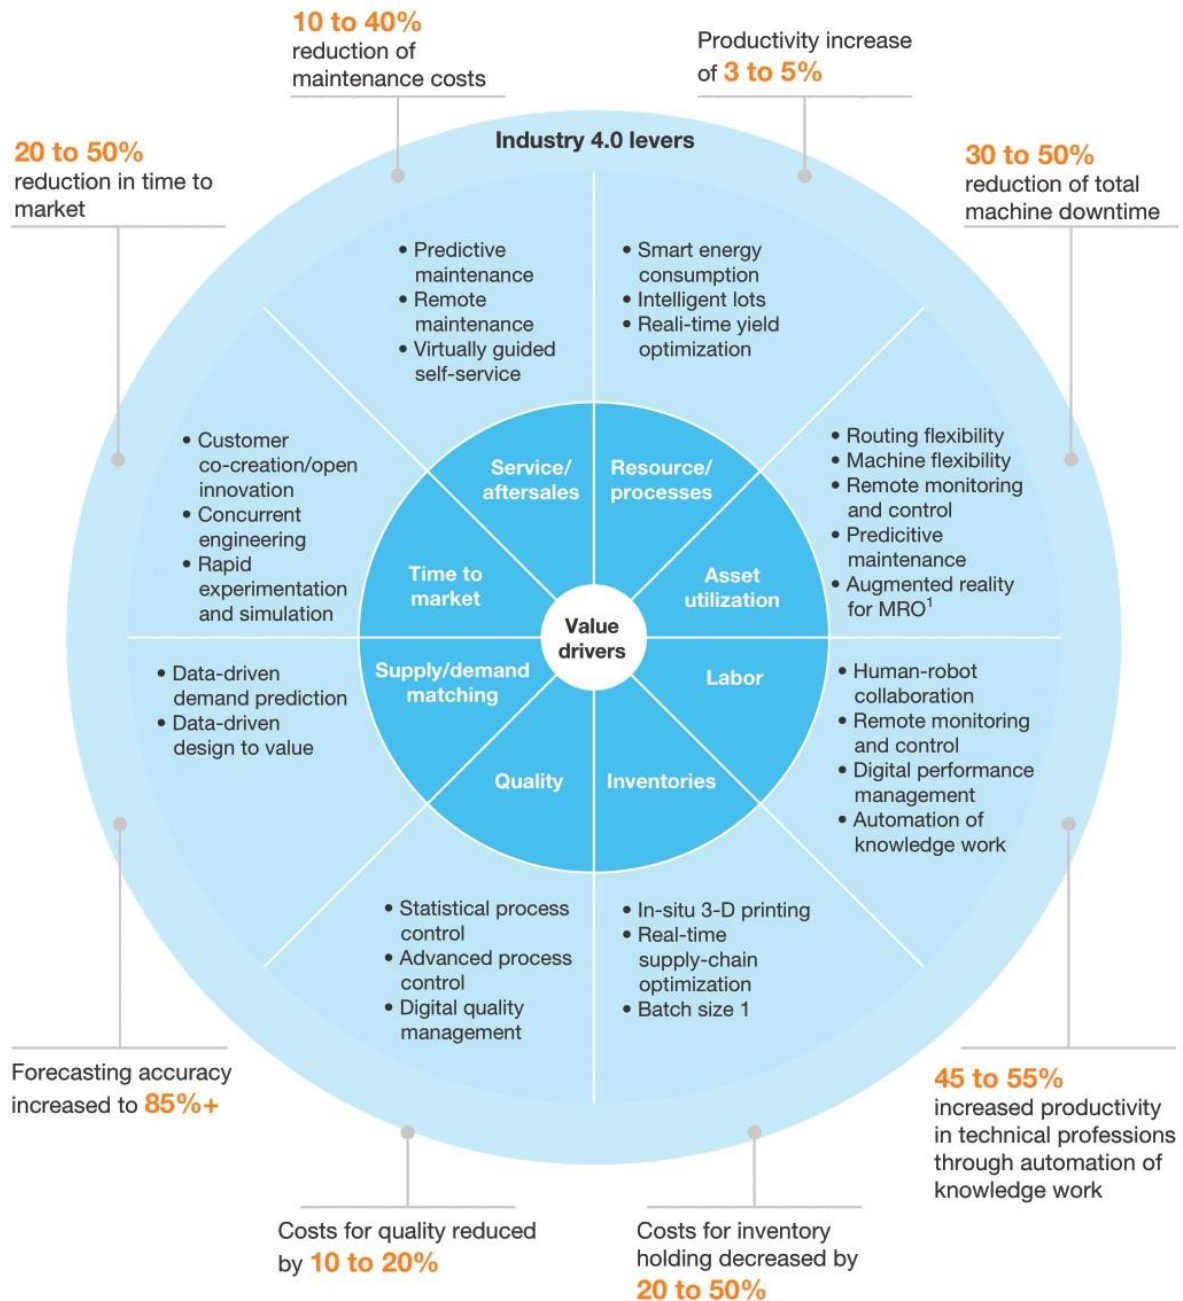 10 to 40%
reduction of
maintenance costs
Productivity increase
of 3 to 5%
20 to 50%
reduction in time to
market
30 to 50%
reduction of total
machine downtime
Industry 4.0 levers
• Predictive
maintenance
• Remote
maintenance
• Virtually guided
self-service
• Smart energy
consumption
• Intelligent lots
• Reali-time yield
optimization
• Customer
co-creation/open
innovation
• Concurrent
engineering
• Rapid
experimentation
and simulation
• Routing flexibility
• Machine flexibility
• Remote monitoring
and control
• Predicitive
maintenance
• Augmented reality
for MRO¹
Service/
aftersales
Resource/
processes
Time to
market
Asset
utilization
Value
drivers
Supply/demand
matching
Labor
Quality
Inventories
• Data-driven
demand prediction
• Data-driven
design to value
• Human-robot
collaboration
• Remote monitoring
and control
• Digital performance
management
• Automation of
knowledge work
• Statistical process
control
• Advanced process
control
• Digital quality
management
• In-situ 3-D printing
• Real-time
supply-chain
optimization
• Batch size 1
Forecasting accuracy
increased to 85%+
45 to 55%
increased productivity
in technical professions
through automation of
knowledge work
Costs for quality reduced
by 10 to 20%
Costs for inventory
holding decreased by
20 to 50%